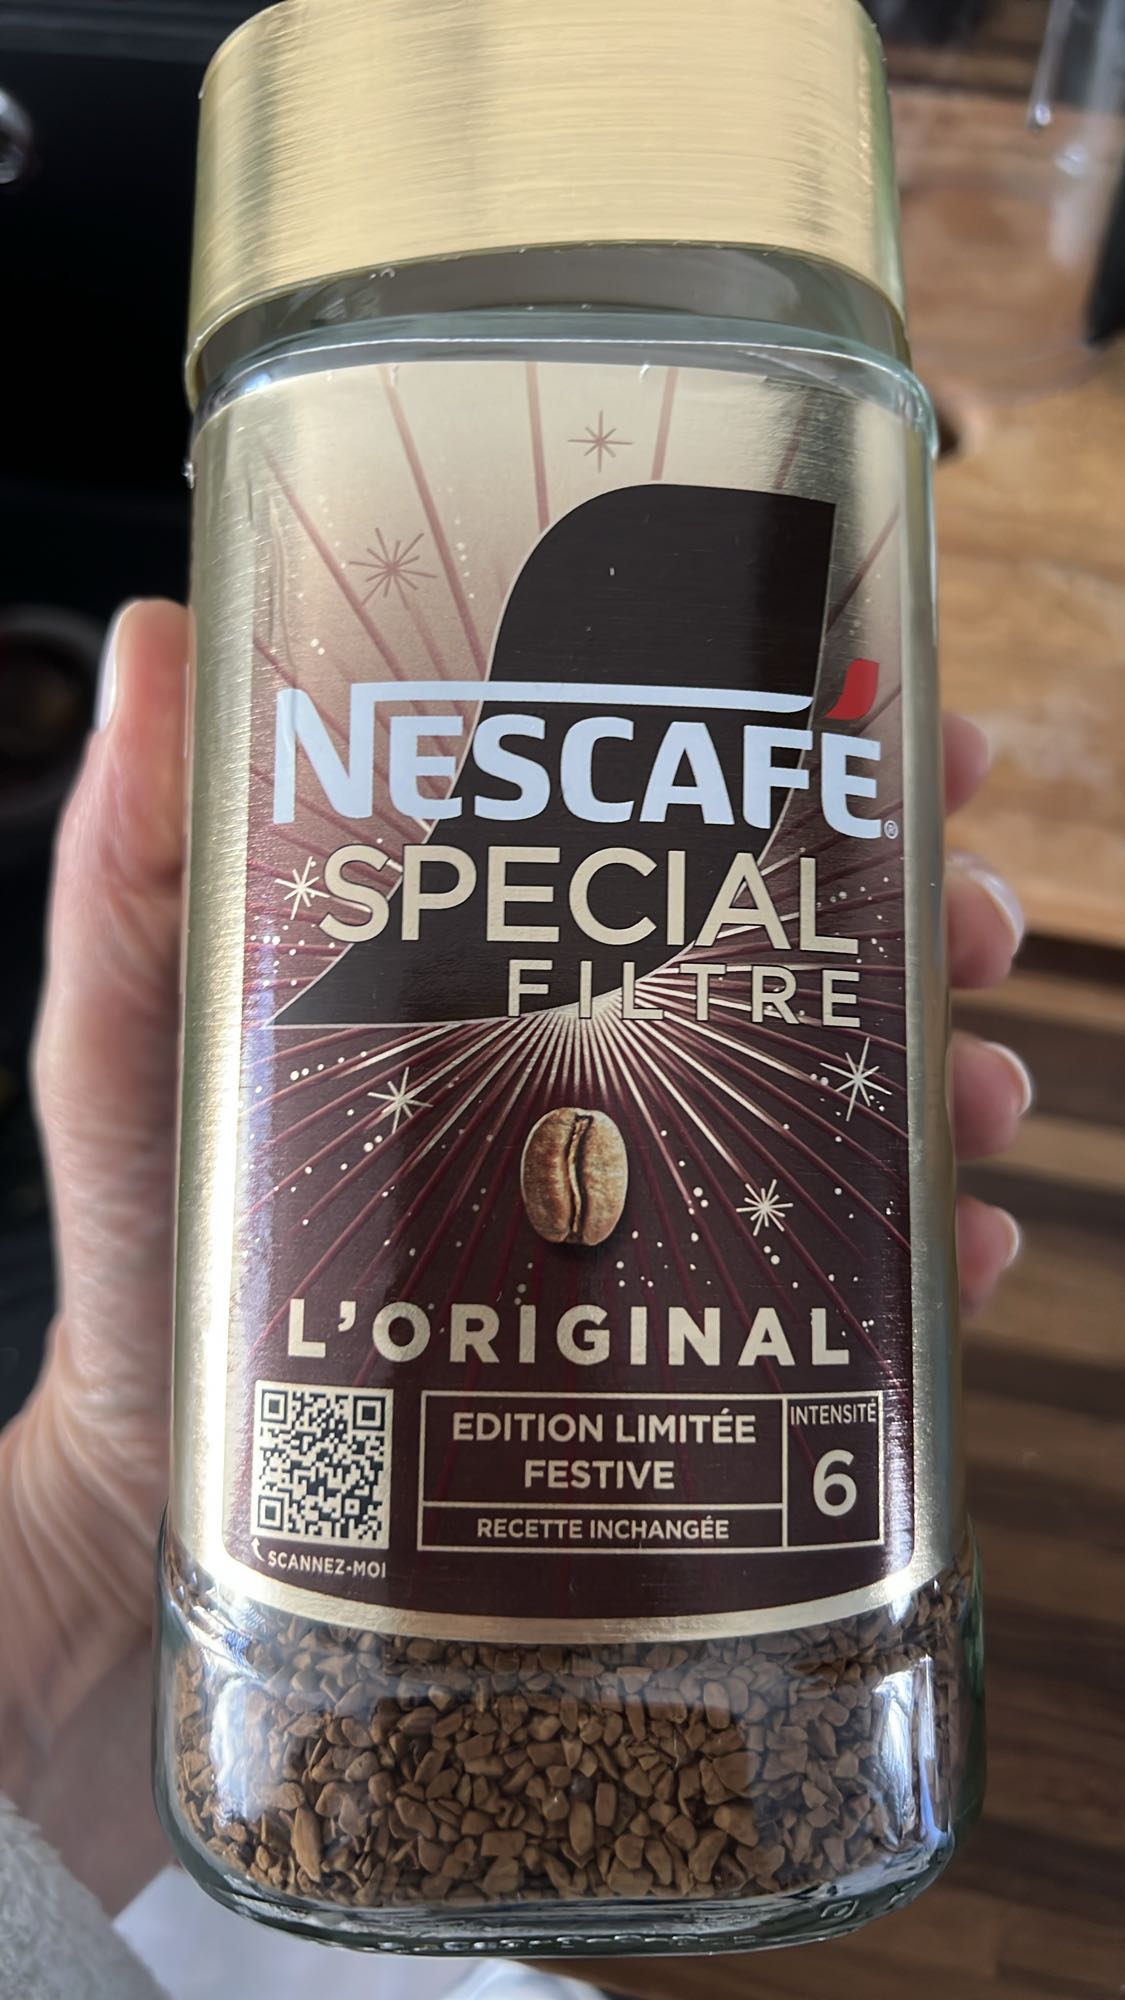 NESCAFÉ®
SPECIAL
FILTRE
L'ORIGINAL
EDITION LIMITÉE
FESTIVE
RECETTE INCHANGÉE
INTENSITÉ
6
SCANNEZ-MOI